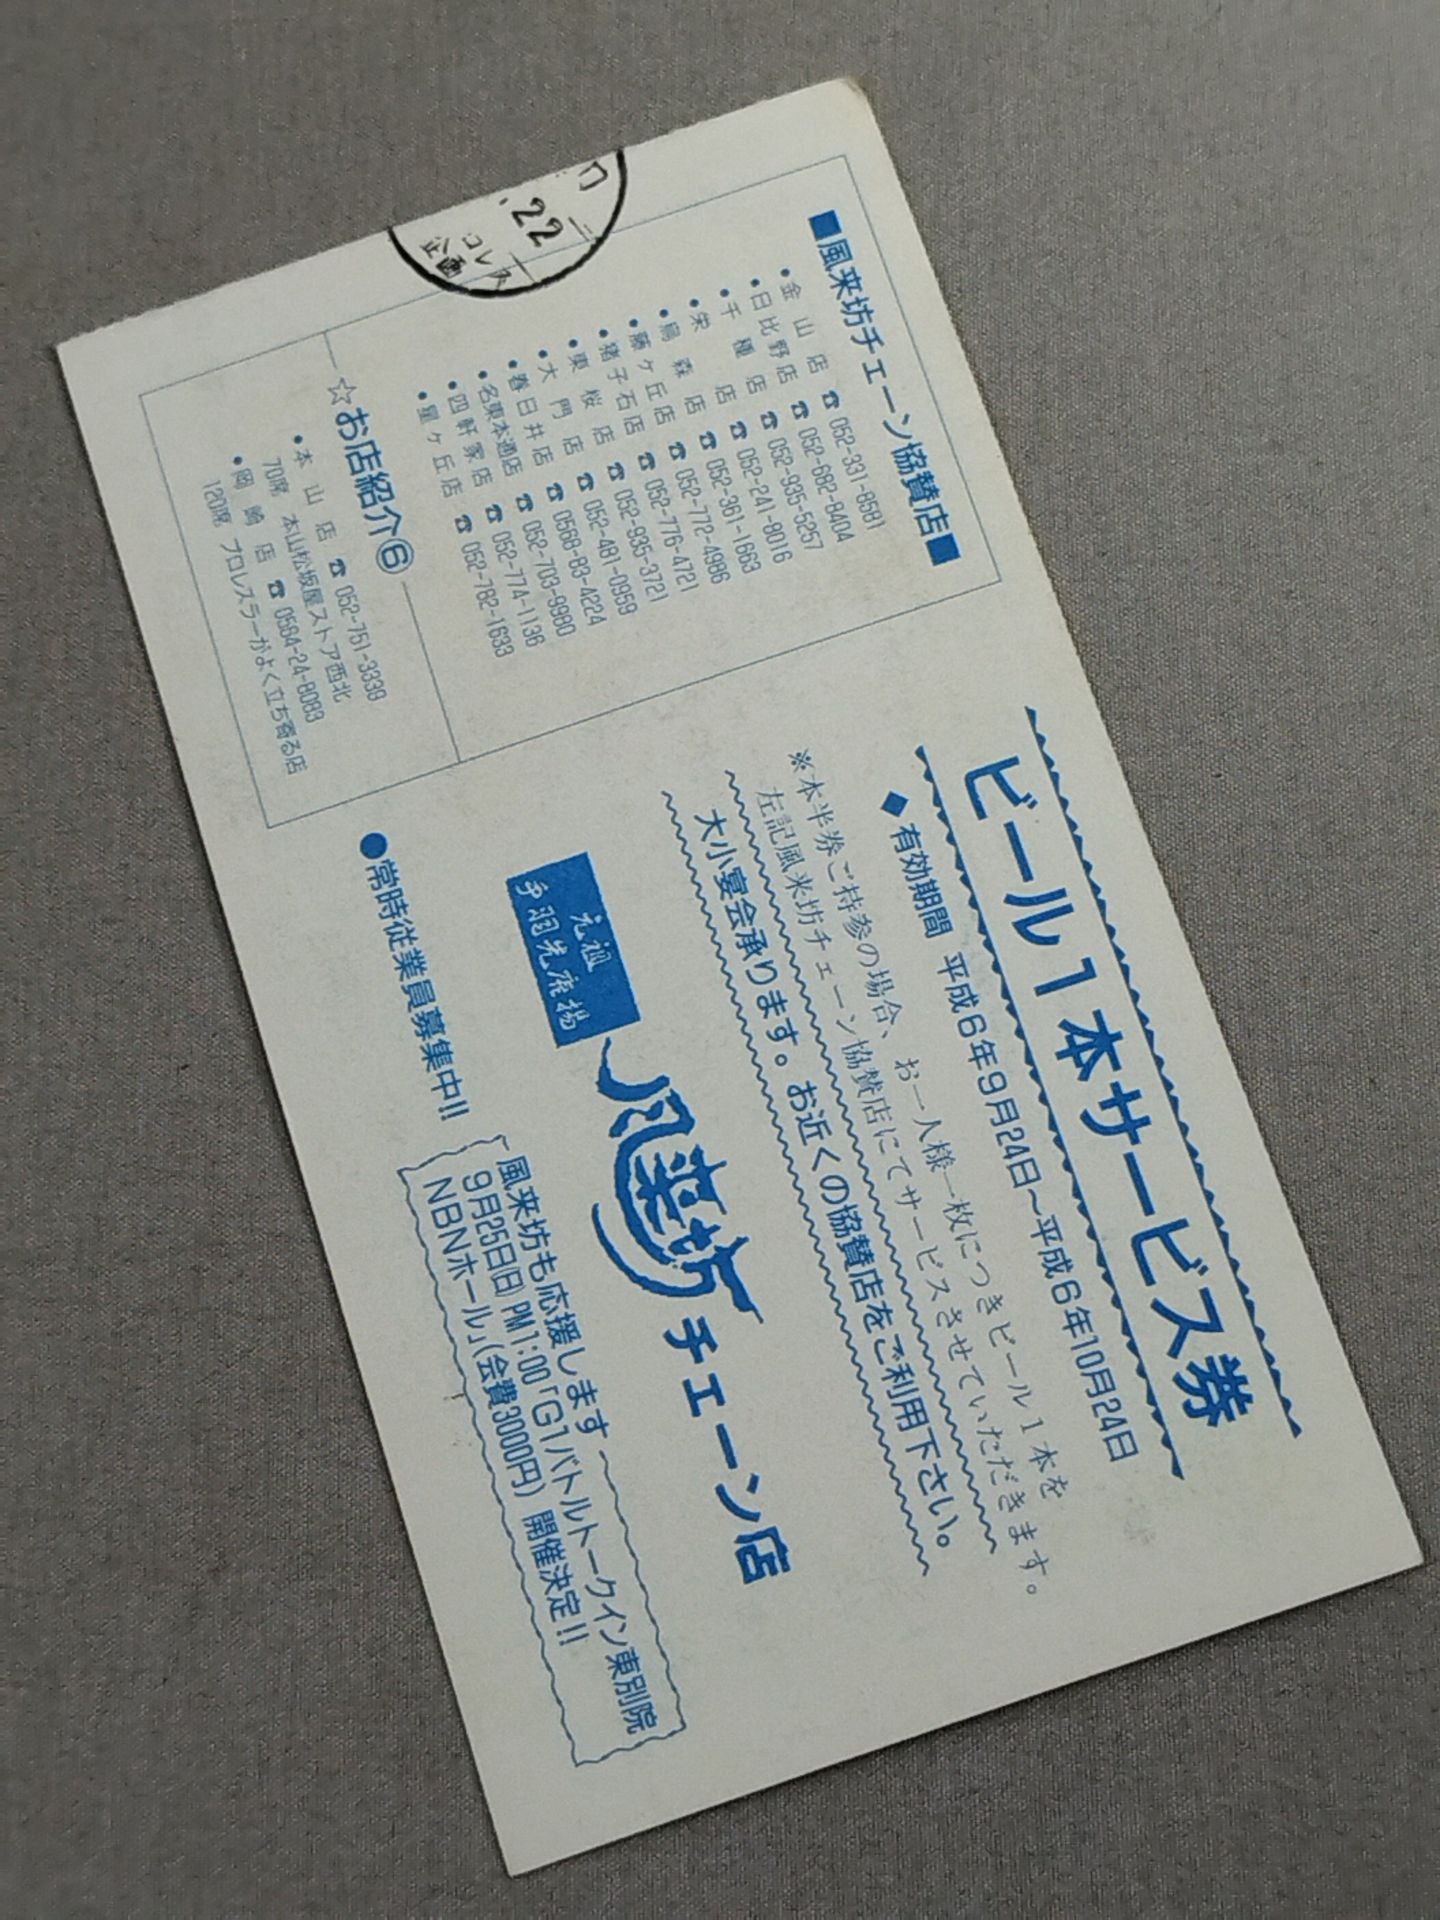 ビール1本サービス券
◆有効期間 平成6年9月24日〜平成6年10月24日
※本半券ご持参の場合、お一人様一枚につきビール1本を
左記風来坊チェーン協賛店にてサービスさせていただきます。
大小宴会承ります。お近くの協賛店をご利用下さい。
元祖
手羽先唐揚
風来坊チェーン店
風来坊も応援します
9月25日(日)PM1:00「G1バトルトークイン東別院
NBNホール」(会費3000円)開催決定!!
●常時従業員募集中!!
■風来坊チェーン協賛店■
•金山店 ☎052-331-8581
•日比野店 ☎052-682-8404
•千種店 ☎052-935-5257
•栄店 ☎052-241-8016
•烏森店 ☎052-361-1663
•藤ヶ丘店 ☎052-772-4986
•猪子石店 ☎052-776-4721
•東桜店 ☎052-935-3721
•大門店 ☎052-481-0959
•春日井店 ☎0568-83-4224
•名東本通店 ☎052-703-9980
•四軒家店 ☎052-774-1136
•星ヶ丘店 ☎052-782-1633
☆お店紹介⑥
•本山店 ☎052-751-3339
70席 本山松坂屋ストア西北
•岡崎店 ☎0564-24-8083
120席 プロレスラーがよく立ち寄る店
.22
ロレス
企画